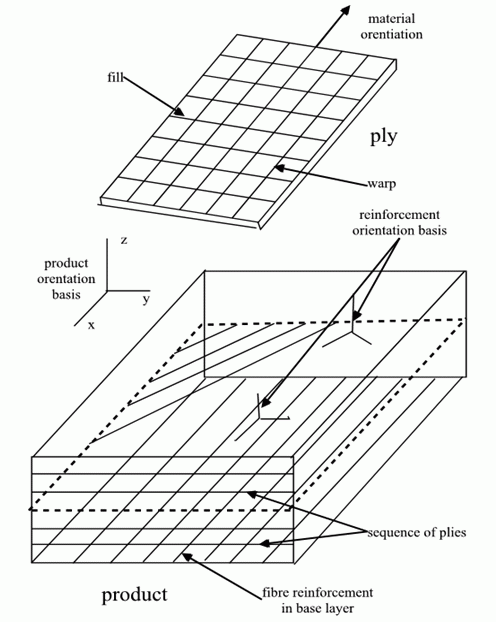 material
orentiation
fill
ply
warp
reinforcement
orientation basis
z
product
orentation
basis
y
x
sequence of plies
product
fibre reinforcement
in base layer